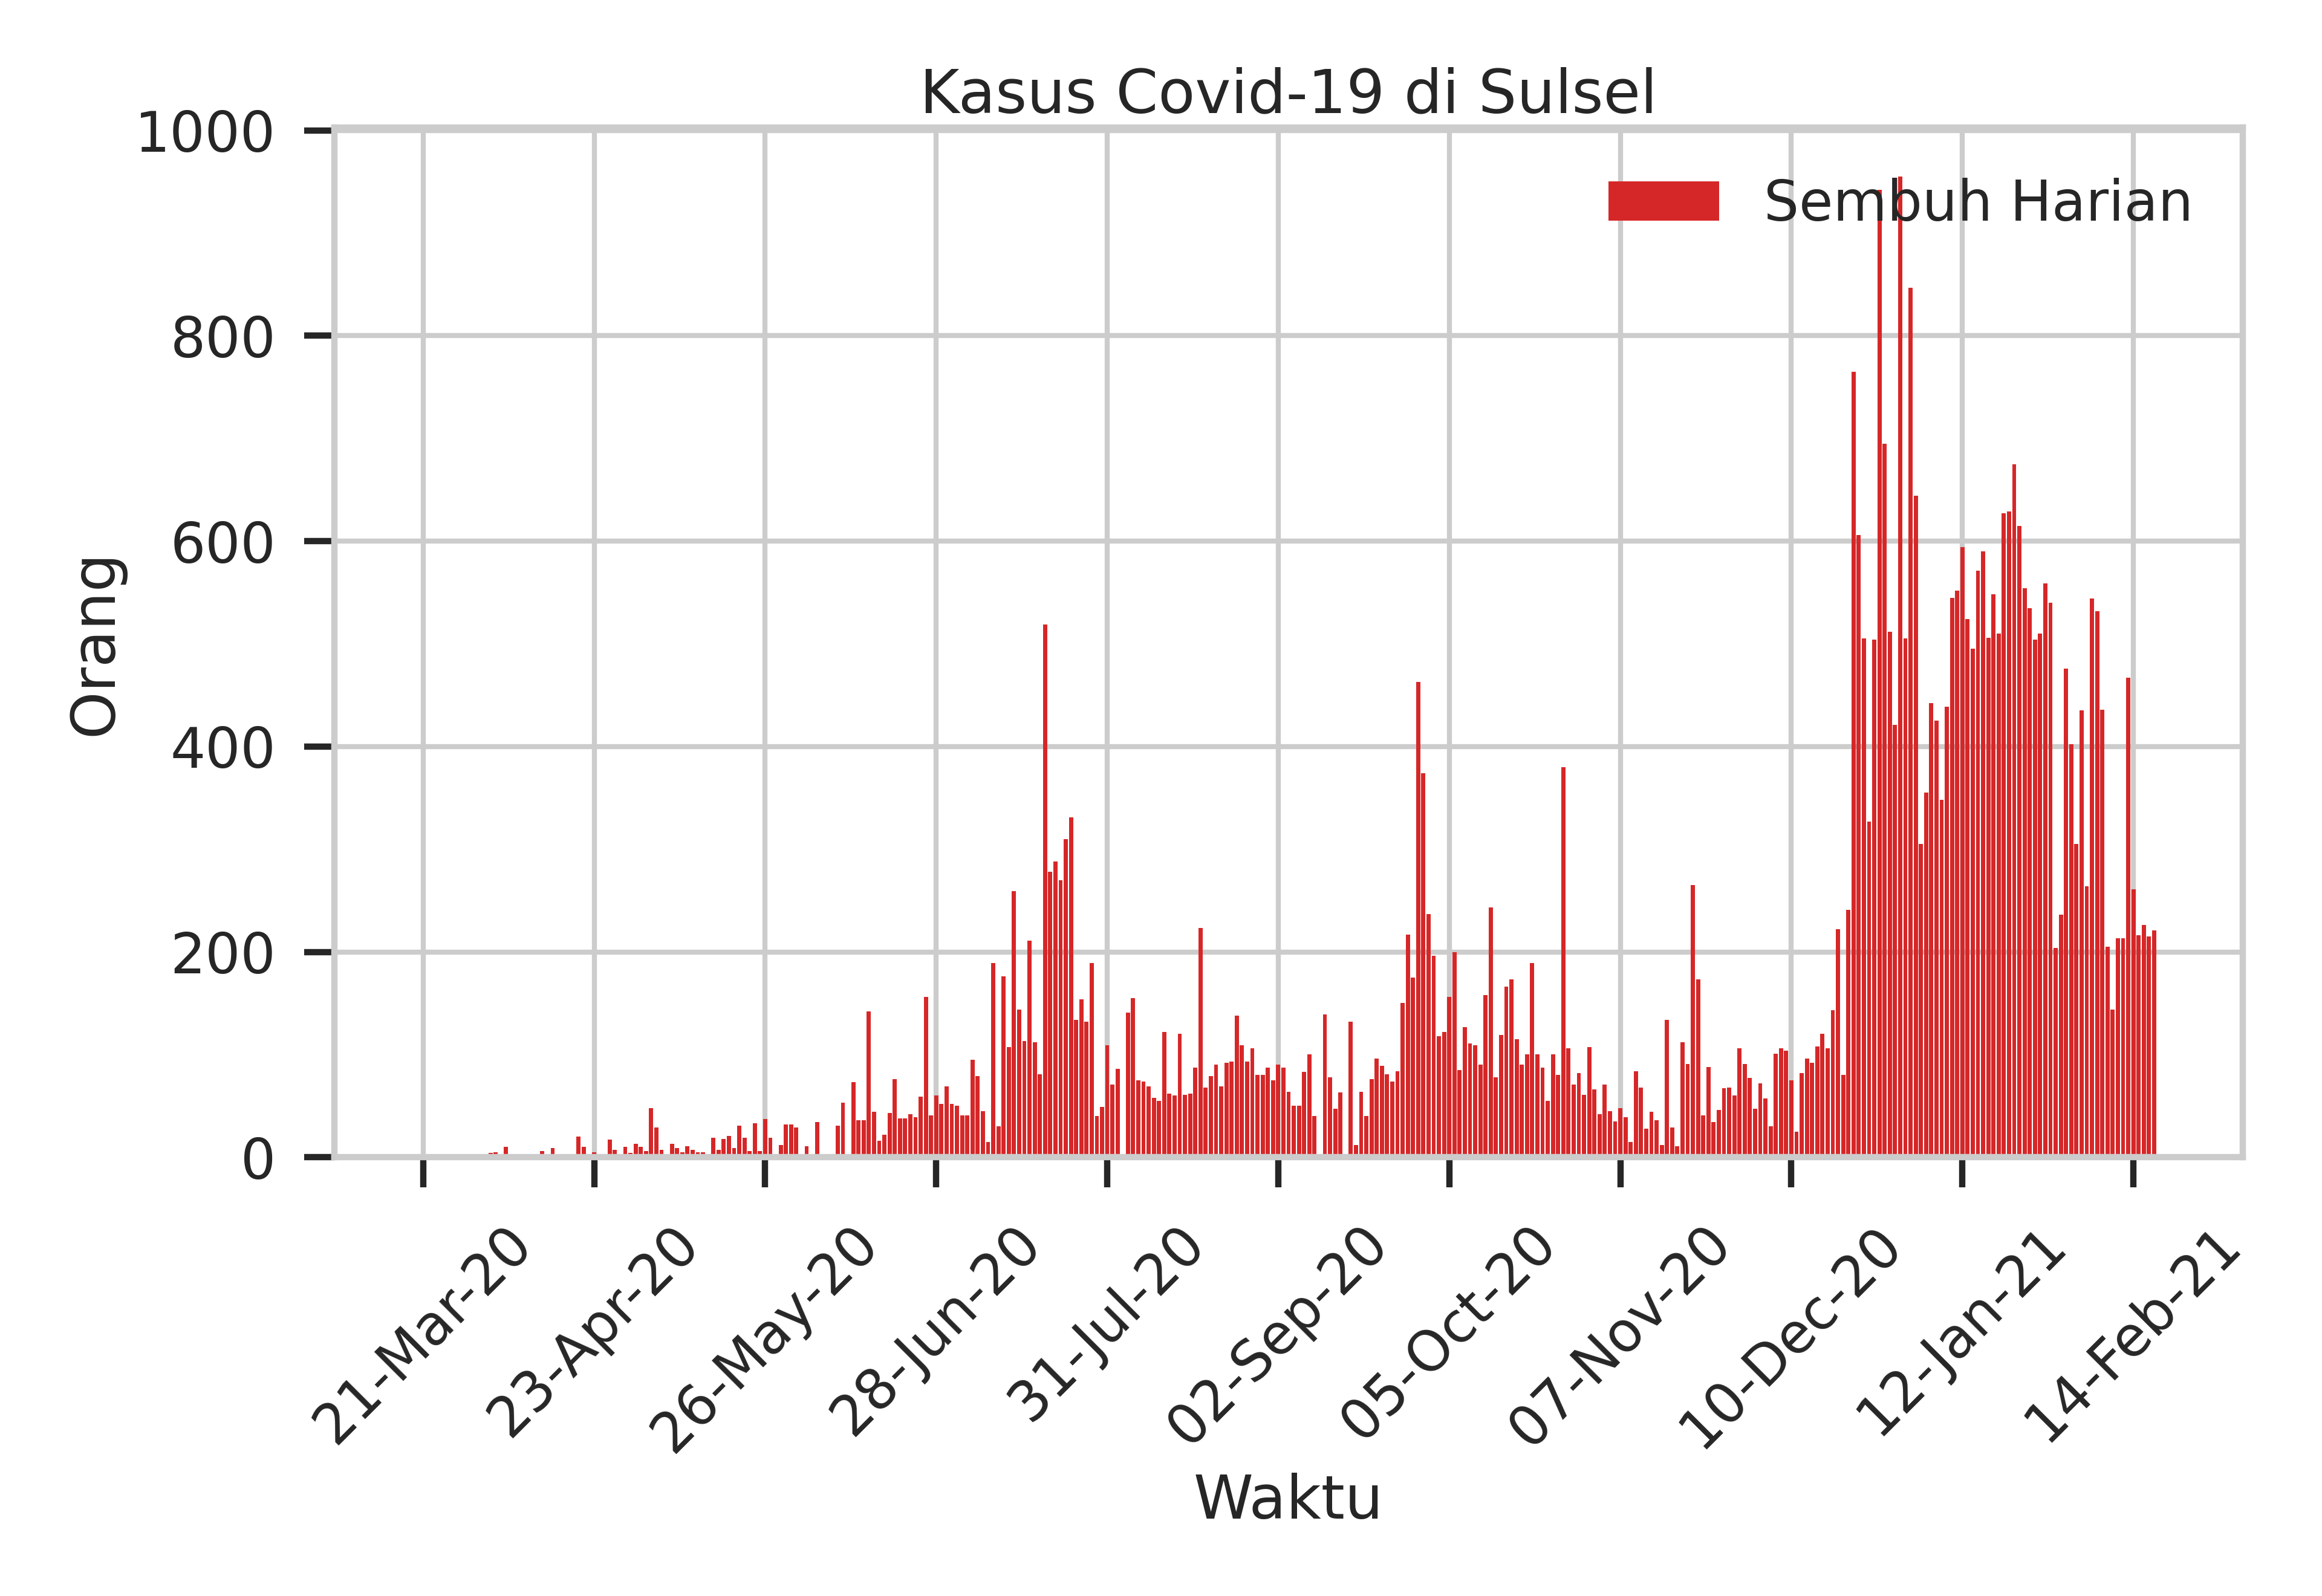 Kasus Covid-19 di Sulsel
1000
800
600
400
200
0
Orang
Sembuh Harian
21-Mar-20
23-Apr-20
26-May-20
28-Jun-20
31-Jul-20
02-Sep-20
05-Oct-20
07-Nov-20
10-Dec-20
12-Jan-21
14-Feb-21
Waktu